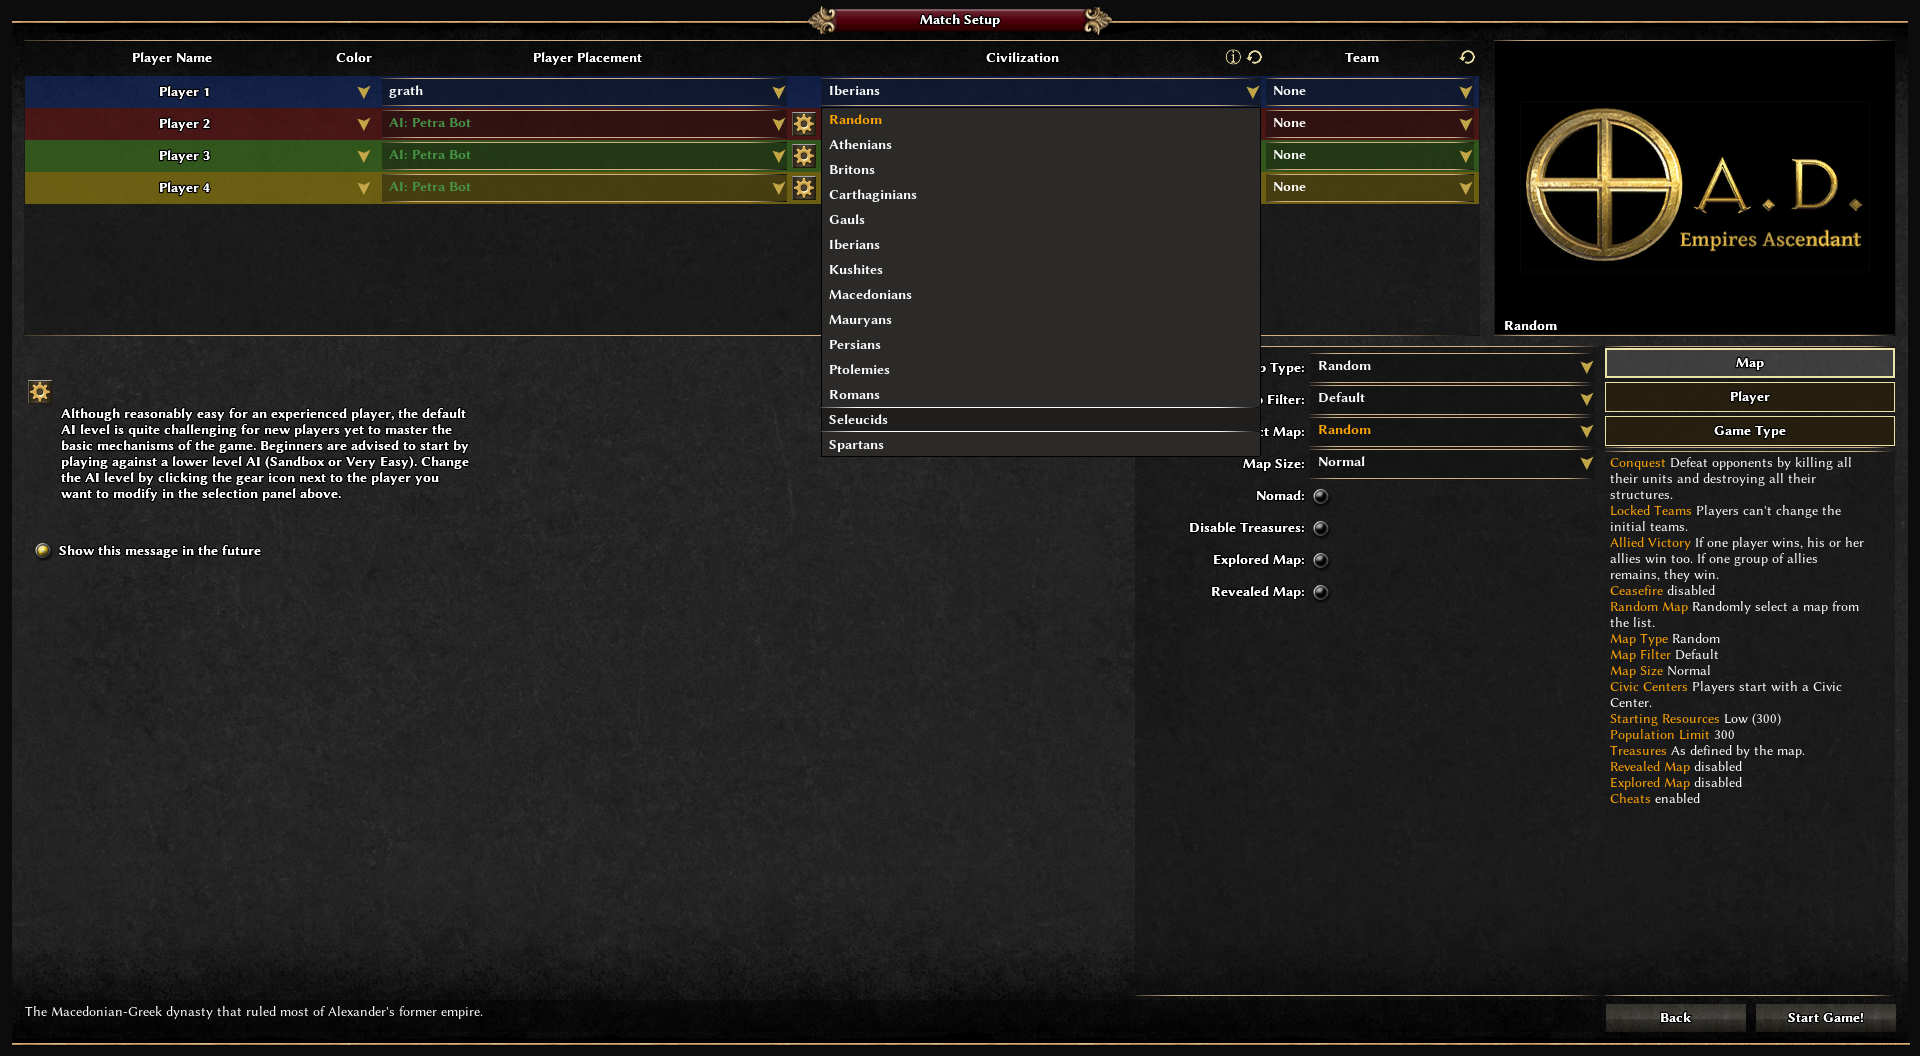 Match Setup
Player Name Color Player Placement Civilization Team
Player 1 grath Iberians None
Player 2 AI: Petra Bot None
Player 3 AI: Petra Bot None
Player 4 AI: Petra Bot None
Random
Athenians
Britons
Carthaginians
Gauls
Iberians
Kushites
Macedonians
Mauryans
Persians
Ptolemies
Romans
Seleucids
Spartans
A.D.
Empires Ascendant
Random
Although reasonably easy for an experienced player, the default
AI level is quite challenging for new players yet to master the
basic mechanisms of the game. Beginners are advised to start by
playing against a lower level AI (Sandbox or Very Easy). Change
the AI level by clicking the gear icon next to the player you
want to modify in the selection panel above.
Show this message in the future
Type: Random
Filter: Default
Map: Random
Map Size: Normal
Nomad:
Disable Treasures:
Explored Map:
Revealed Map:
Map
Player
Game Type
Conquest Defeat opponents by killing all
their units and destroying all their
structures.
Locked Teams Players can't change the
initial teams.
Allied Victory If one player wins, his or her
allies win too. If one group of allies
remains, they win.
Ceasefire disabled
Random Map Randomly select a map from
the list.
Map Type Random
Map Filter Default
Map Size Normal
Civic Centers Players start with a Civic
Center.
Starting Resources Low (300)
Population Limit 300
Treasures As defined by the map.
Revealed Map disabled
Explored Map disabled
Cheats enabled
The Macedonian-Greek dynasty that ruled most of Alexander's former empire.
Back
Start Game!